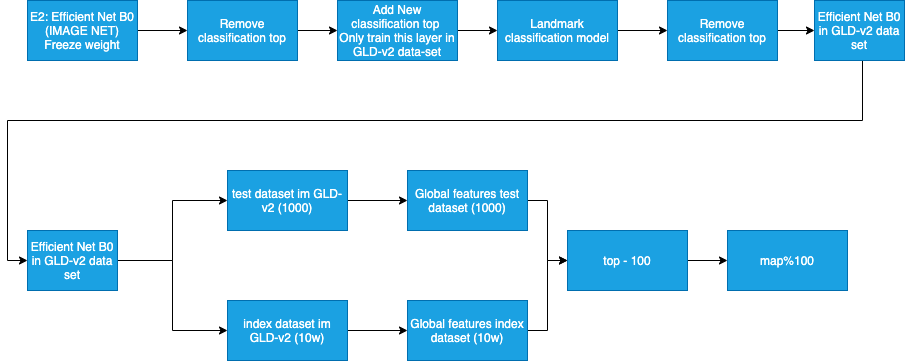 E2: Efficient Net B0
(IMAGE NET)
Freeze weight
Remove
classification top
Add New
classification top
Only train this layer in
GLD-v2 data-set
Landmark
classification model
Remove
classification top
Efficient Net B0
in GLD-v2 data
set
Efficient Net B0
in GLD-v2 data
set
test dataset im GLD-
v2 (1000)
Global features test
dataset (1000)
index dataset im
GLD-v2 (10w)
Global features index
dataset (10w)
top - 100
map%100